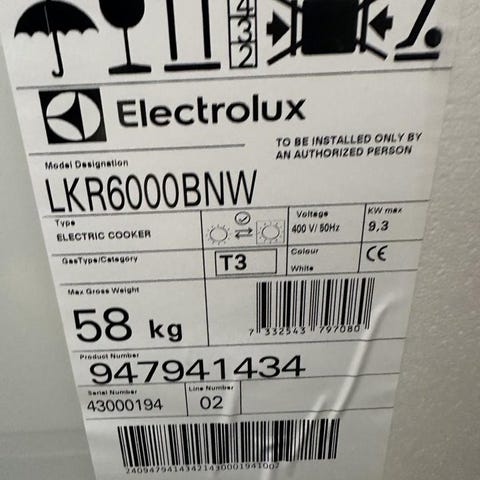 4
3
2
Electrolux
TO BE INSTALLED ONLY BY
AN AUTHORIZED PERSON
Model Designation
LKR6000BNW
Type
ELECTRIC COOKER
Voltage
400 V/ 50Hz
KW max
9,3
GasType/Category
T3
Colour
White
CE
Max Gross Weight
58 kg
7 332543 797080
Product Number
947941434
Serial Number
43000194
Line Number
02